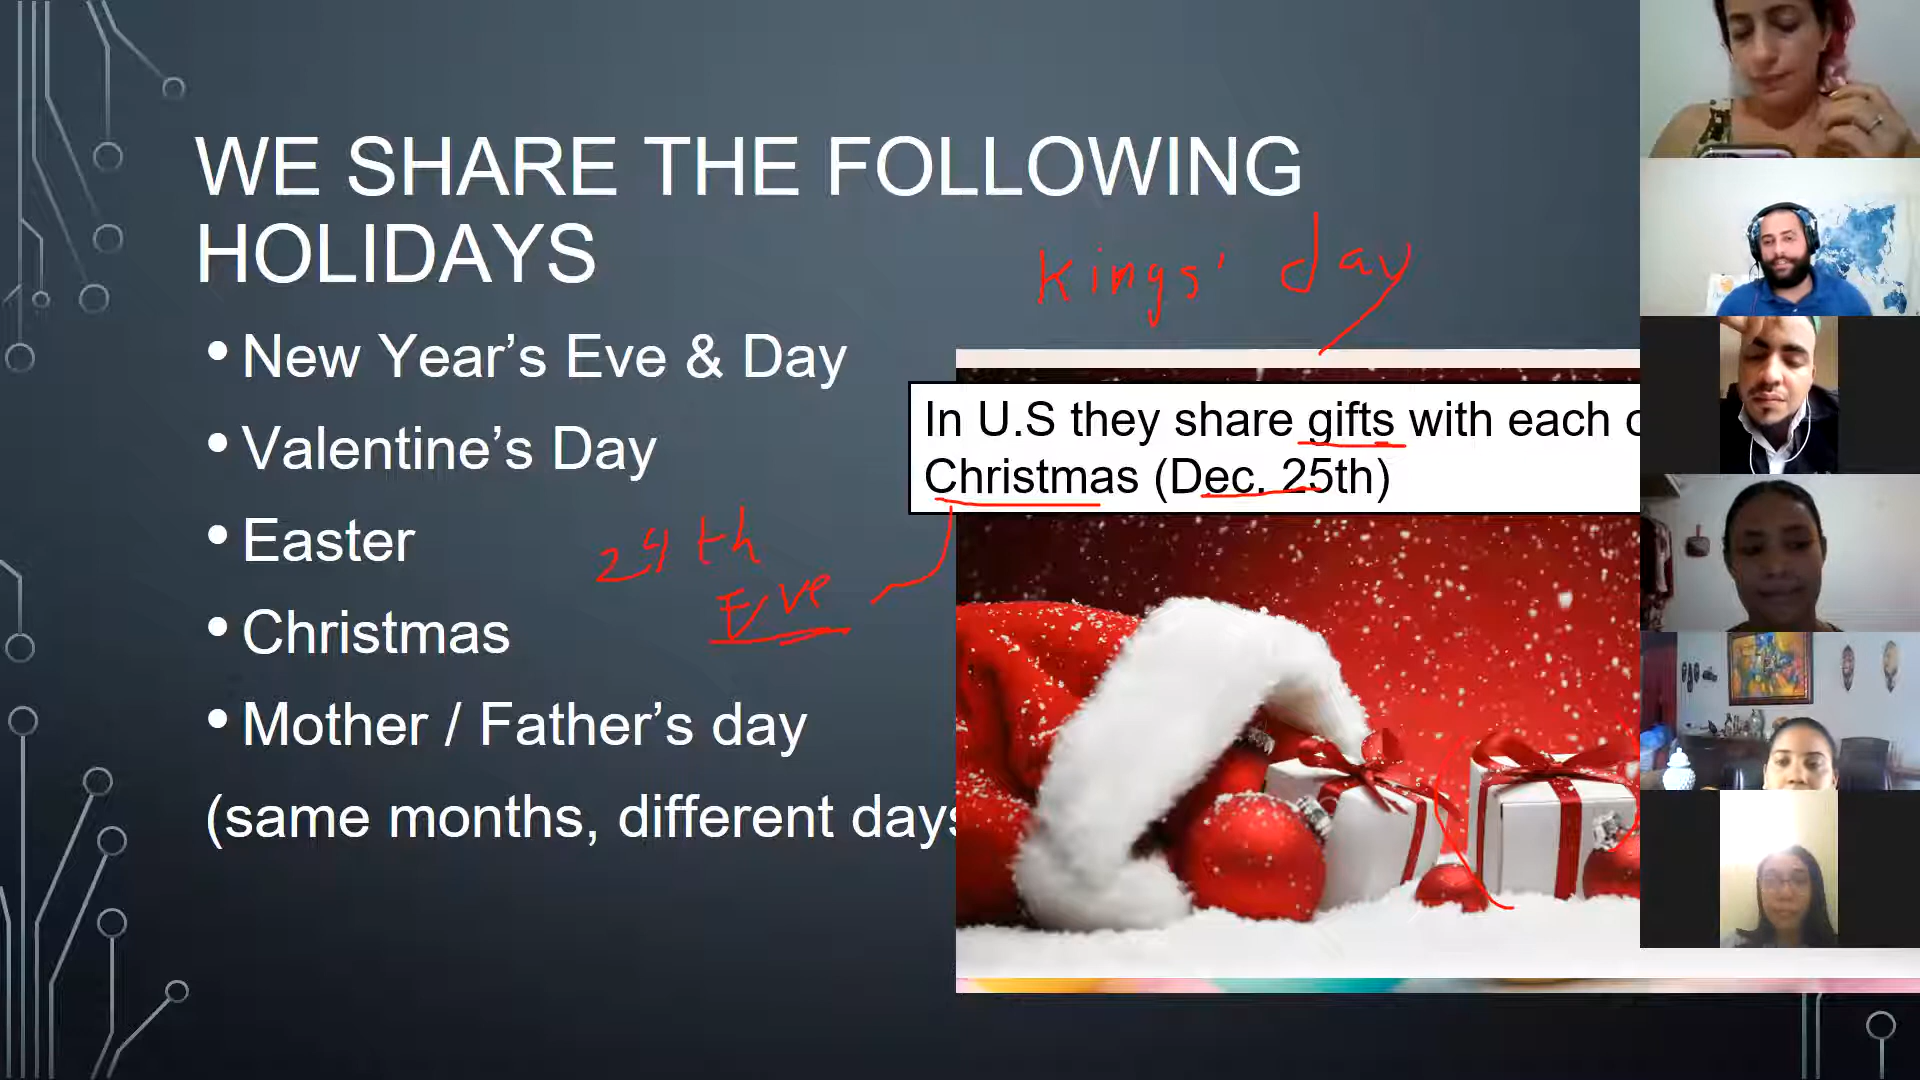 WE SHARE THE FOLLOWING
HOLIDAYS
Kings' day
• New Year's Eve & Day
• Valentine's Day
In U.S they share gifts with each
Christmas (Dec. 25th)
• Easter
24th
Eve
• Christmas
• Mother / Father's day
(same months, different days